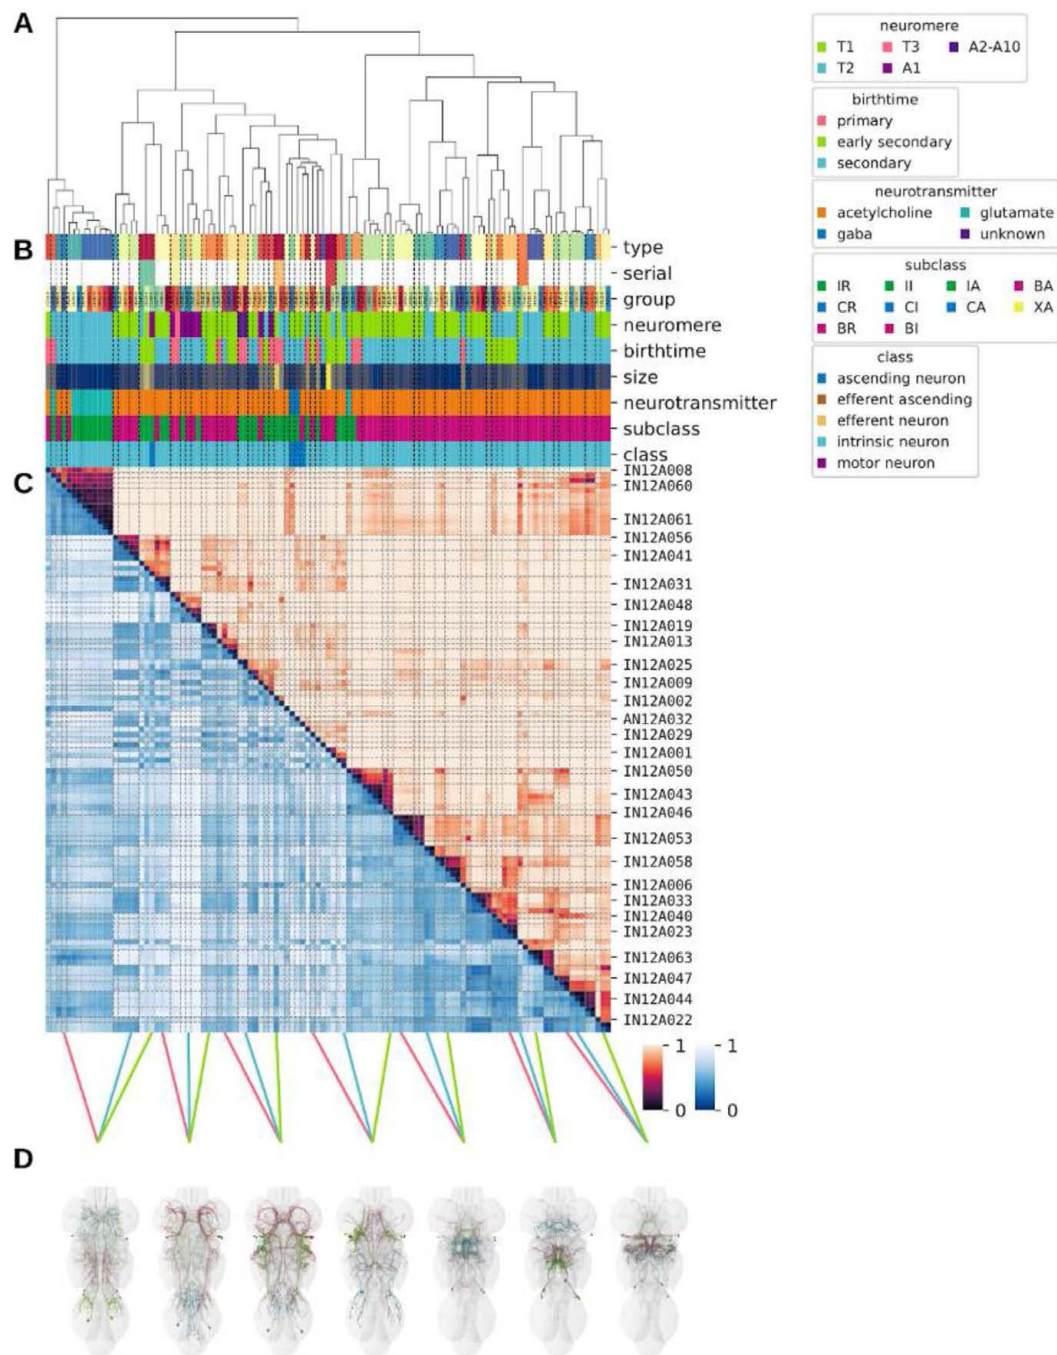 A
neuromere
T1 T3 A2-A10
T2 A1
birthtime
primary
early secondary
secondary
neurotransmitter
acetylcholine glutamate
gaba unknown
subclass
IR II IA BA
CR CI CA XA
BR BI
class
ascending neuron
efferent ascending
efferent neuron
intrinsic neuron
motor neuron
B
type
serial
group
neuromere
birthtime
size
neurotransmitter
subclass
class
C
IN12A008
IN12A060
IN12A061
IN12A056
IN12A041
IN12A031
IN12A048
IN12A019
IN12A013
IN12A025
IN12A009
IN12A002
AN12A032
IN12A029
IN12A001
IN12A050
IN12A043
IN12A046
IN12A053
IN12A058
IN12A006
IN12A033
IN12A040
IN12A023
IN12A063
IN12A047
IN12A044
IN12A022
1 1
0 0
D